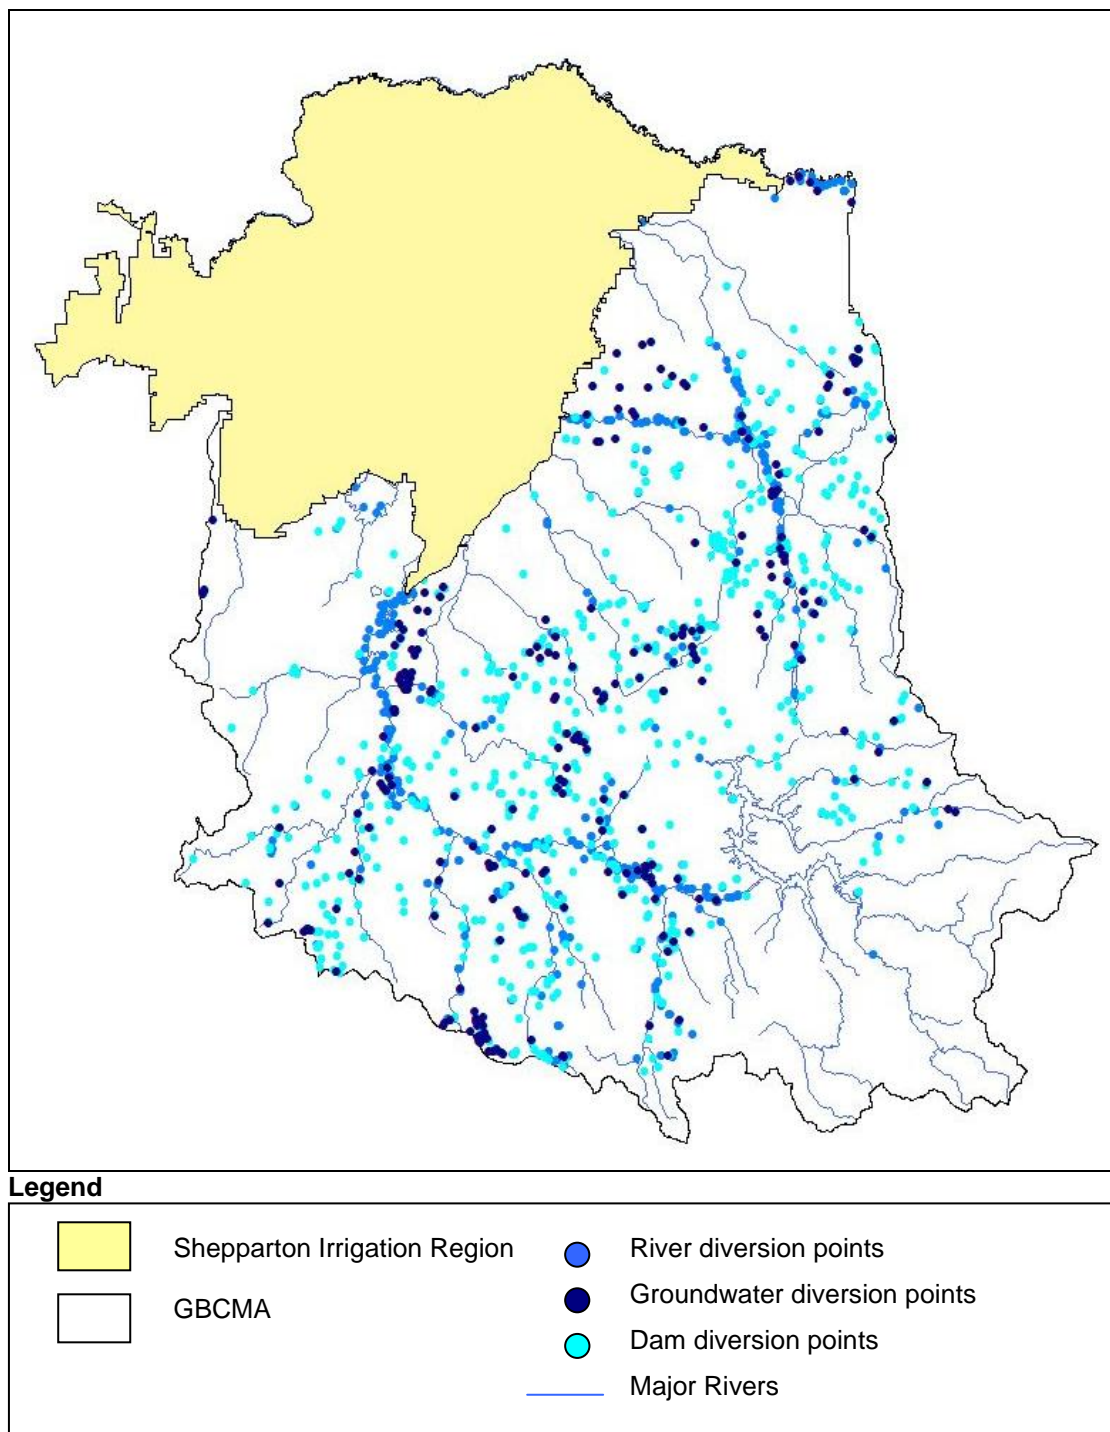 Legend
Shepparton Irrigation Region
GBCMA
River diversion points
Groundwater diversion points
Dam diversion points
Major Rivers